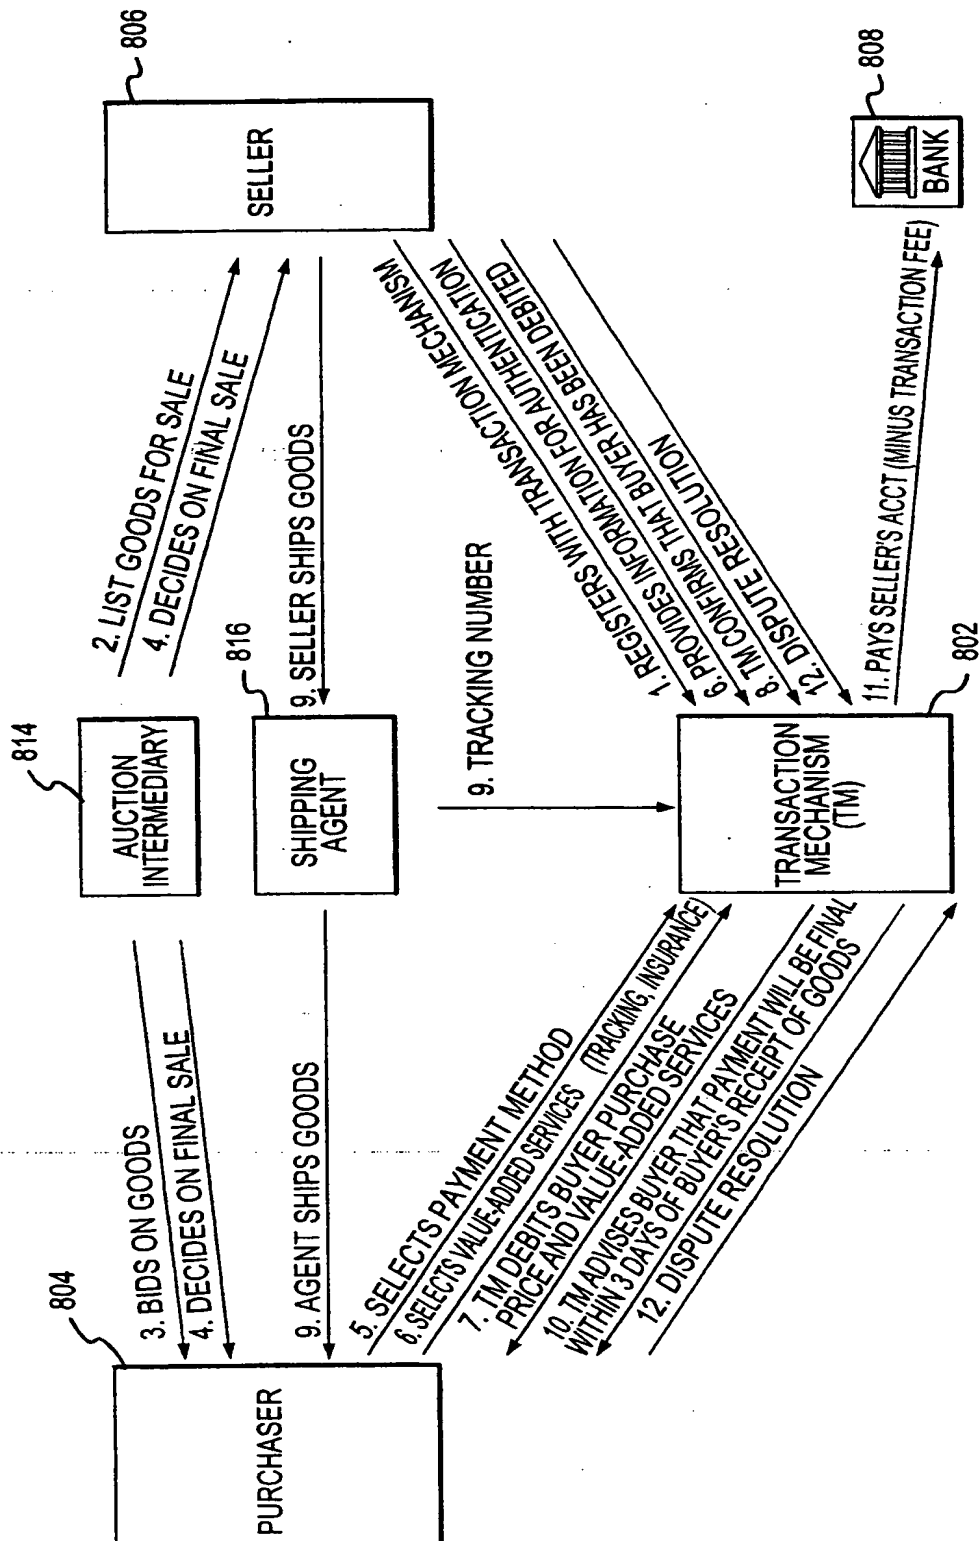 804
PURCHASER
3. BIDS ON GOODS
4. DECIDES ON FINAL SALE
9. AGENT SHIPS GOODS
5. SELECTS PAYMENT METHOD
6. SELECTS VALUE-ADDED SERVICES (TRACKING, INSURANCE)
7. TM DEBITS BUYER PURCHASE
PRICE AND VALUE-ADDED SERVICES
10. TM ADVISES BUYER THAT PAYMENT WILL BE FINAL
WITHIN 3 DAYS OF BUYER'S RECEIPT OF GOODS
12. DISPUTE RESOLUTION
814
AUCTION
INTERMEDIARY
816
SHIPPING
AGENT
9. TRACKING NUMBER
TRANSACTION
MECHANISM
(TM)
802
2. LIST GOODS FOR SALE
4. DECIDES ON FINAL SALE
9. SELLER SHIPS GOODS
806
SELLER
1. REGISTERS WITH TRANSACTION MECHANISM
6. PROVIDES INFORMATION FOR AUTHENTICATION
8. TM CONFIRMS THAT BUYER HAS BEEN DEBITED
12. DISPUTE RESOLUTION
11. PAYS SELLER'S ACCT (MINUS TRANSACTION FEE)
808
BANK